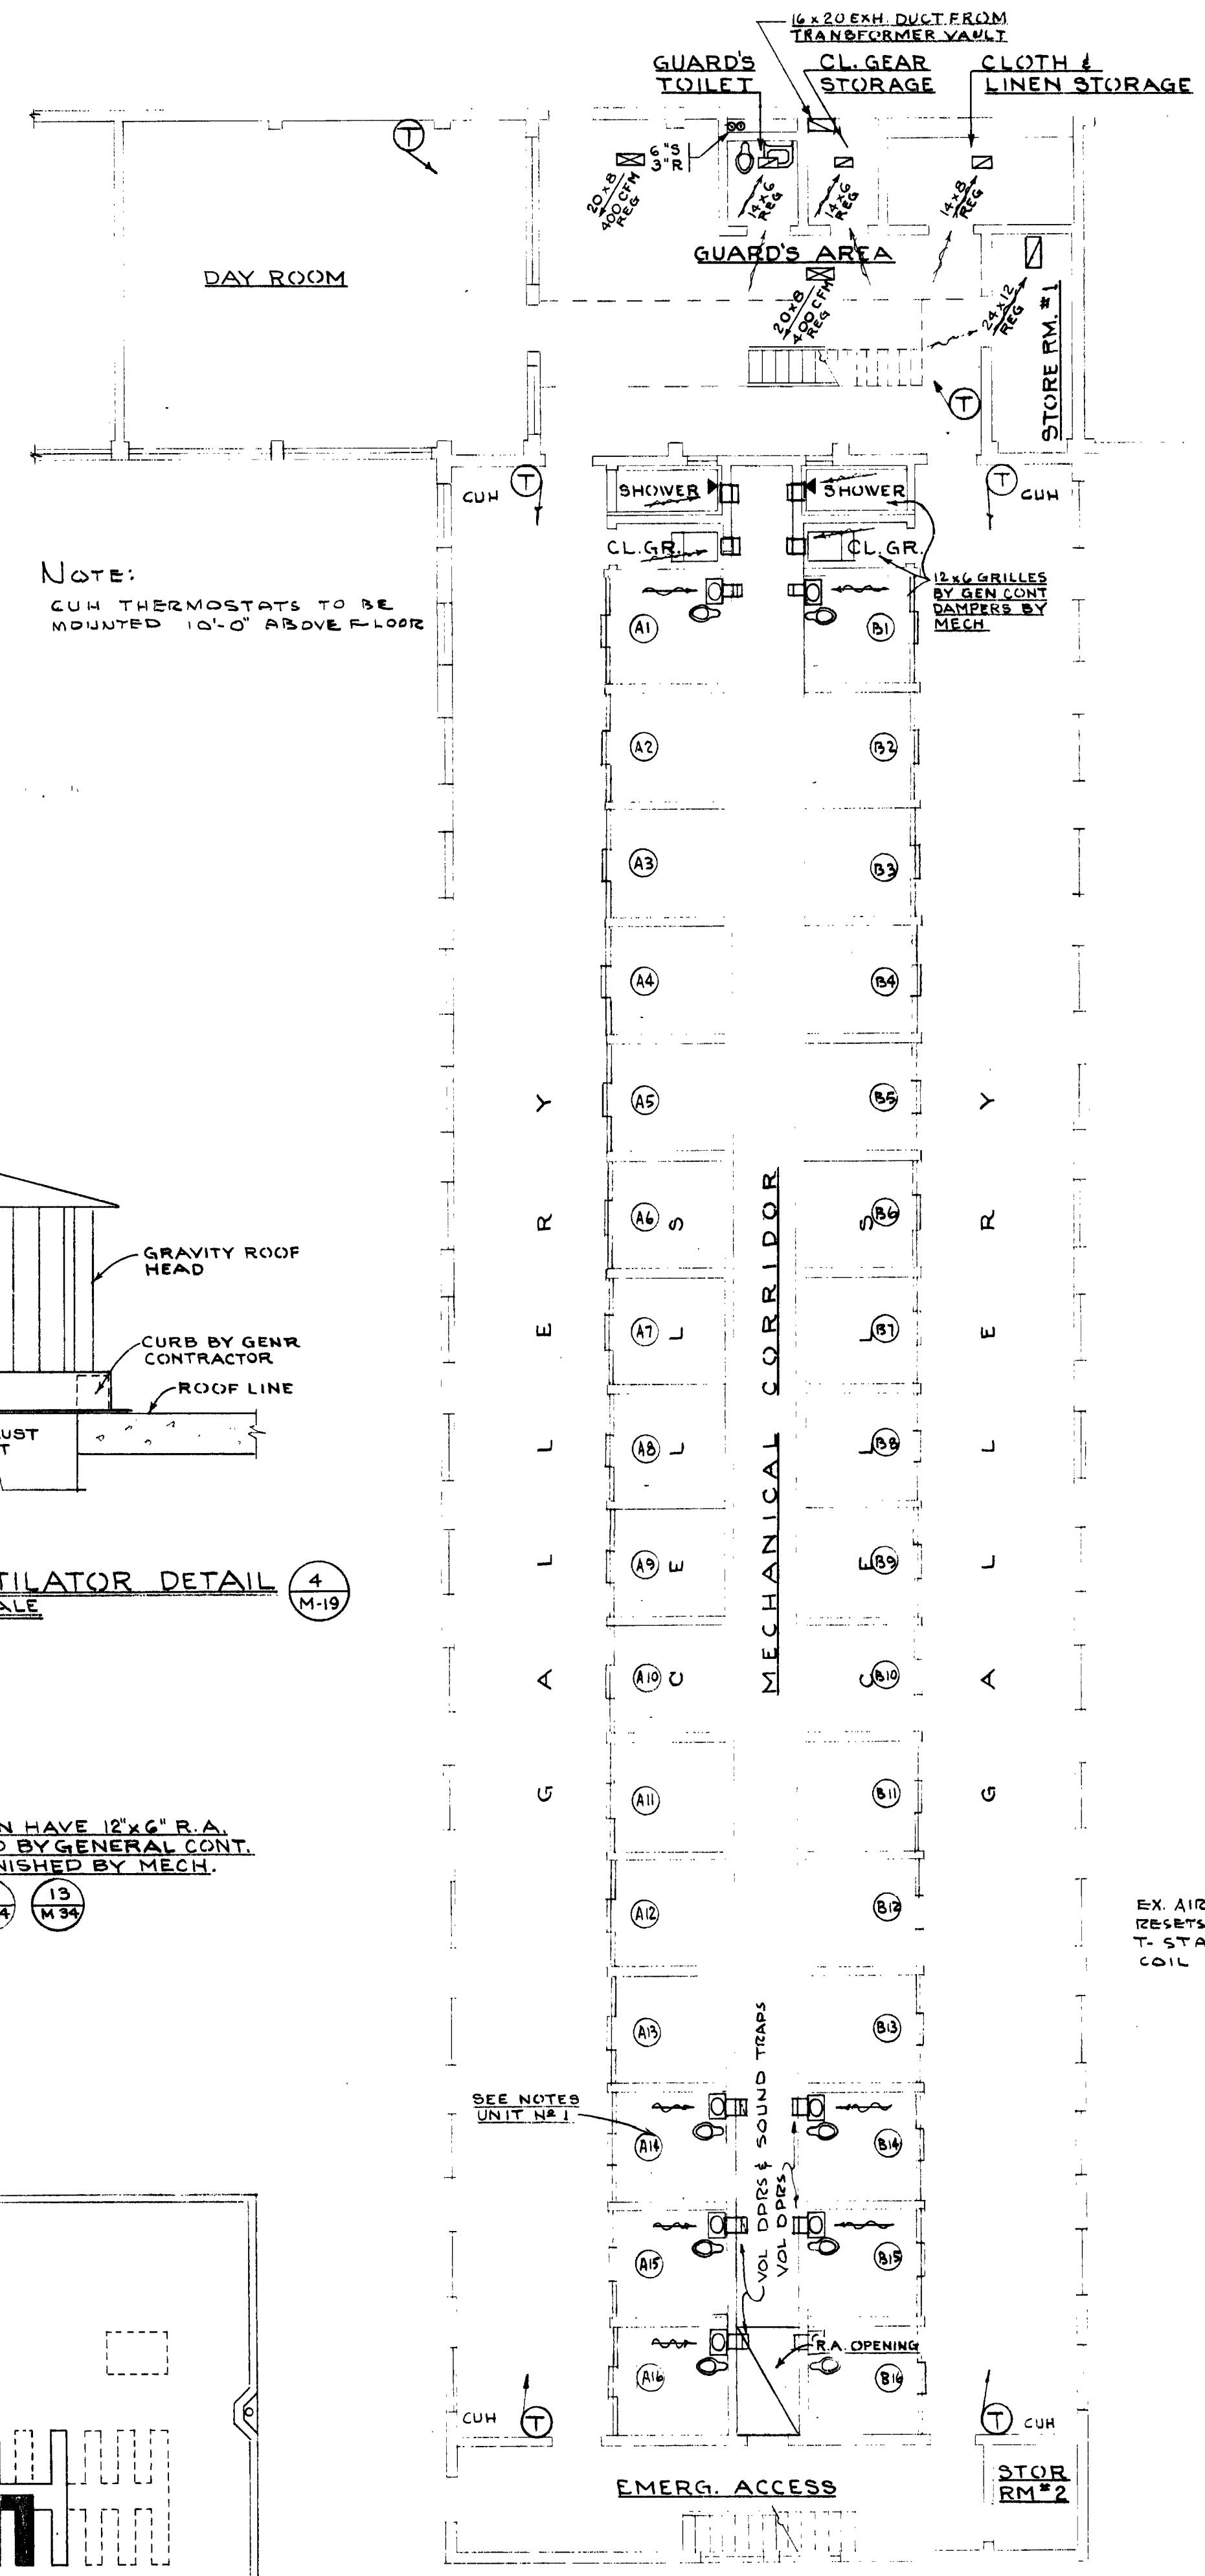 16 x 20 EXH. DUCT FROM
TRANSFORMER VAULT
GUARD'S
TOILET
CL. GEAR
STORAGE
CLOTH &
LINEN STORAGE
T
6"S
3"R
20 x 8
400 CFM
REG
14 x 6
REG
14 x 6
REG
14 x 8
REG
GUARD'S AREA
DAY ROOM
20 x 8
400 CFM
REG
24 x 12
REG
STORE RM. #1
T
CUH
T
SHOWER
SHOWER
T
CUH
CL. GR.
CL. GR.
NOTE:
CUH THERMOSTATS TO BE
MOUNTED 10'-0" ABOVE FLOOR
12 x 6 GRILLES
BY GEN CONT
DAMPERS BY
MECH
A1
B1
A2
B2
A3
B3
A4
B4
A5
B5
A6
B6
A7
B7
A8
B8
A9
B9
A10
B10
A11
B11
A12
B12
A13
B13
A14
B14
A15
B15
A16
B16
GALLERY
CELLS
MECHANICAL CORRIDOR
CELLS
GALLERY
GRAVITY ROOF
HEAD
CURB BY GEN'R
CONTRACTOR
ROOF LINE
UST
T
TILATOR DETAIL
ALE
4
M-19
N HAVE 12"x6" R.A.
D BY GENERAL CONT.
NISHED BY MECH.
4
13
M 34
EX. AIR
RESETS
T- STA
COIL
SEE NOTES
UNIT Nº 1
VOL DPRS & SOUND TRAPS
VOL DPRS
R.A. OPENING
CUH
T
T
CUH
EMERG. ACCESS
STOR
RM #2